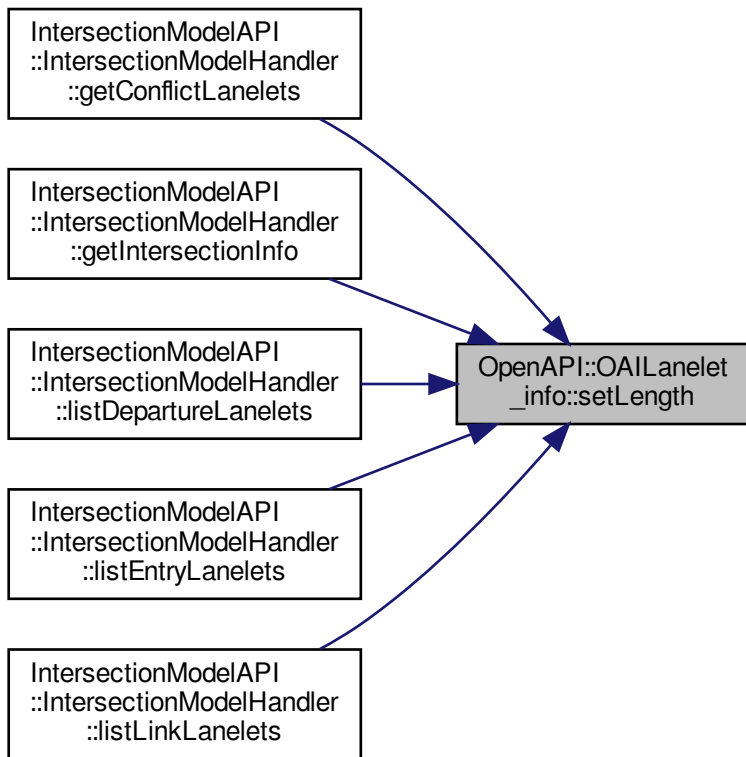 IntersectionModelAPI
::IntersectionModelHandler
::getConflictLanelets
IntersectionModelAPI
::IntersectionModelHandler
::getIntersectionInfo
IntersectionModelAPI
::IntersectionModelHandler
::listDepartureLanelets
OpenAPI::OAILanelet
_info::setLength
IntersectionModelAPI
::IntersectionModelHandler
::listEntryLanelets
IntersectionModelAPI
::IntersectionModelHandler
::listLinkLanelets